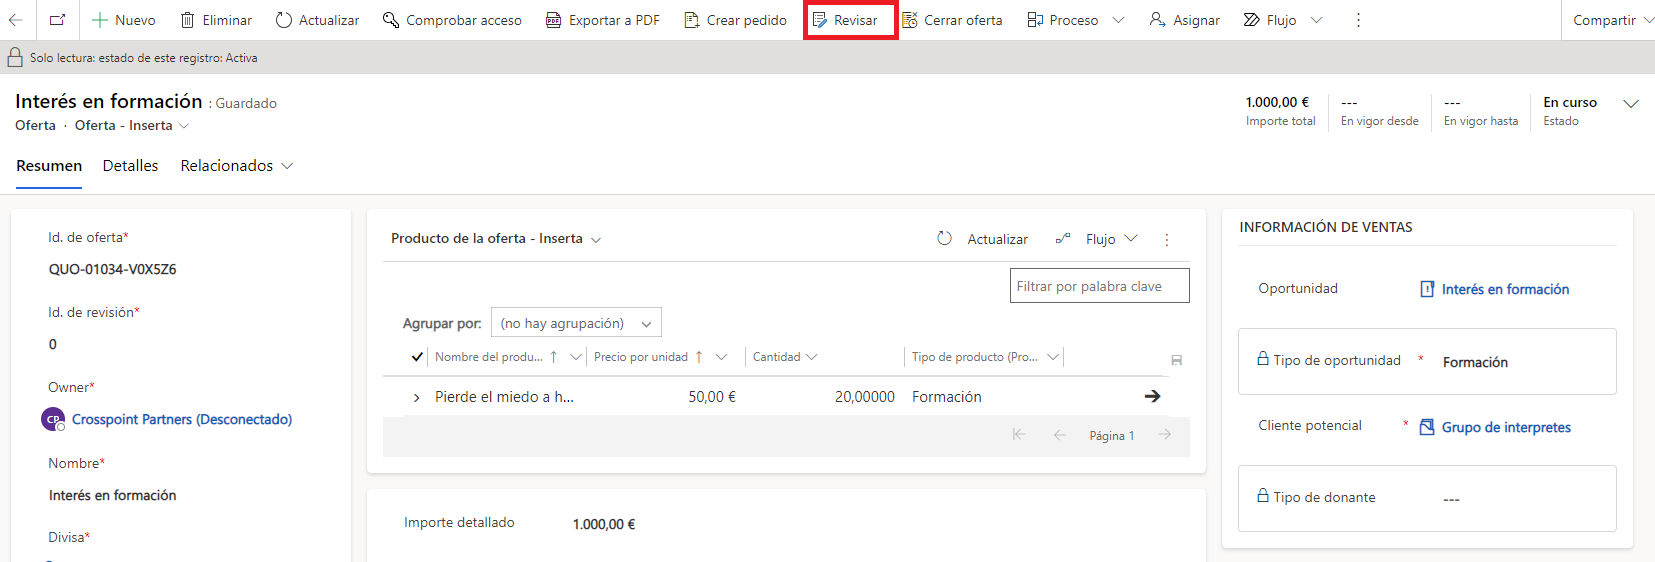 Nuevo Eliminar Actualizar Comprobar acceso Exportar a PDF Crear pedido Revisar Cerrar oferta Proceso Asignar Flujo Compartir
Solo lectura: estado de este registro: Activa
Interés en formación : Guardado
Oferta · Oferta - Inserta
1.000,00 € --- --- En curso
Importe total En vigor desde En vigor hasta Estado
Resumen Detalles Relacionados
Id. de oferta*
QUO-01034-V0X5Z6
Id. de revisión*
0
Owner*
CP Crosspoint Partners (Desconectado)
Nombre*
Interés en formación
Divisa*
Producto de la oferta - Inserta Actualizar Flujo
Filtrar por palabra clave
Agrupar por: (no hay agrupación)
Nombre del produ... Precio por unidad Cantidad Tipo de producto (Pro...
Pierde el miedo a h... 50,00 € 20,00000 Formación
Página 1
Importe detallado 1.000,00 €
INFORMACIÓN DE VENTAS
Oportunidad Interés en formación
Tipo de oportunidad * Formación
Cliente potencial * Grupo de interpretes
Tipo de donante ---